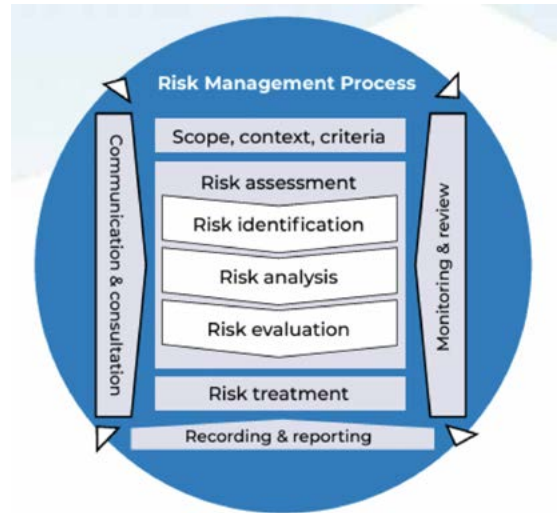 Risk Management Process
Scope, context, criteria
Risk assessment
Risk identification
Risk analysis
Risk evaluation
Risk treatment
Recording & reporting
Communication & consultation
Monitoring & review